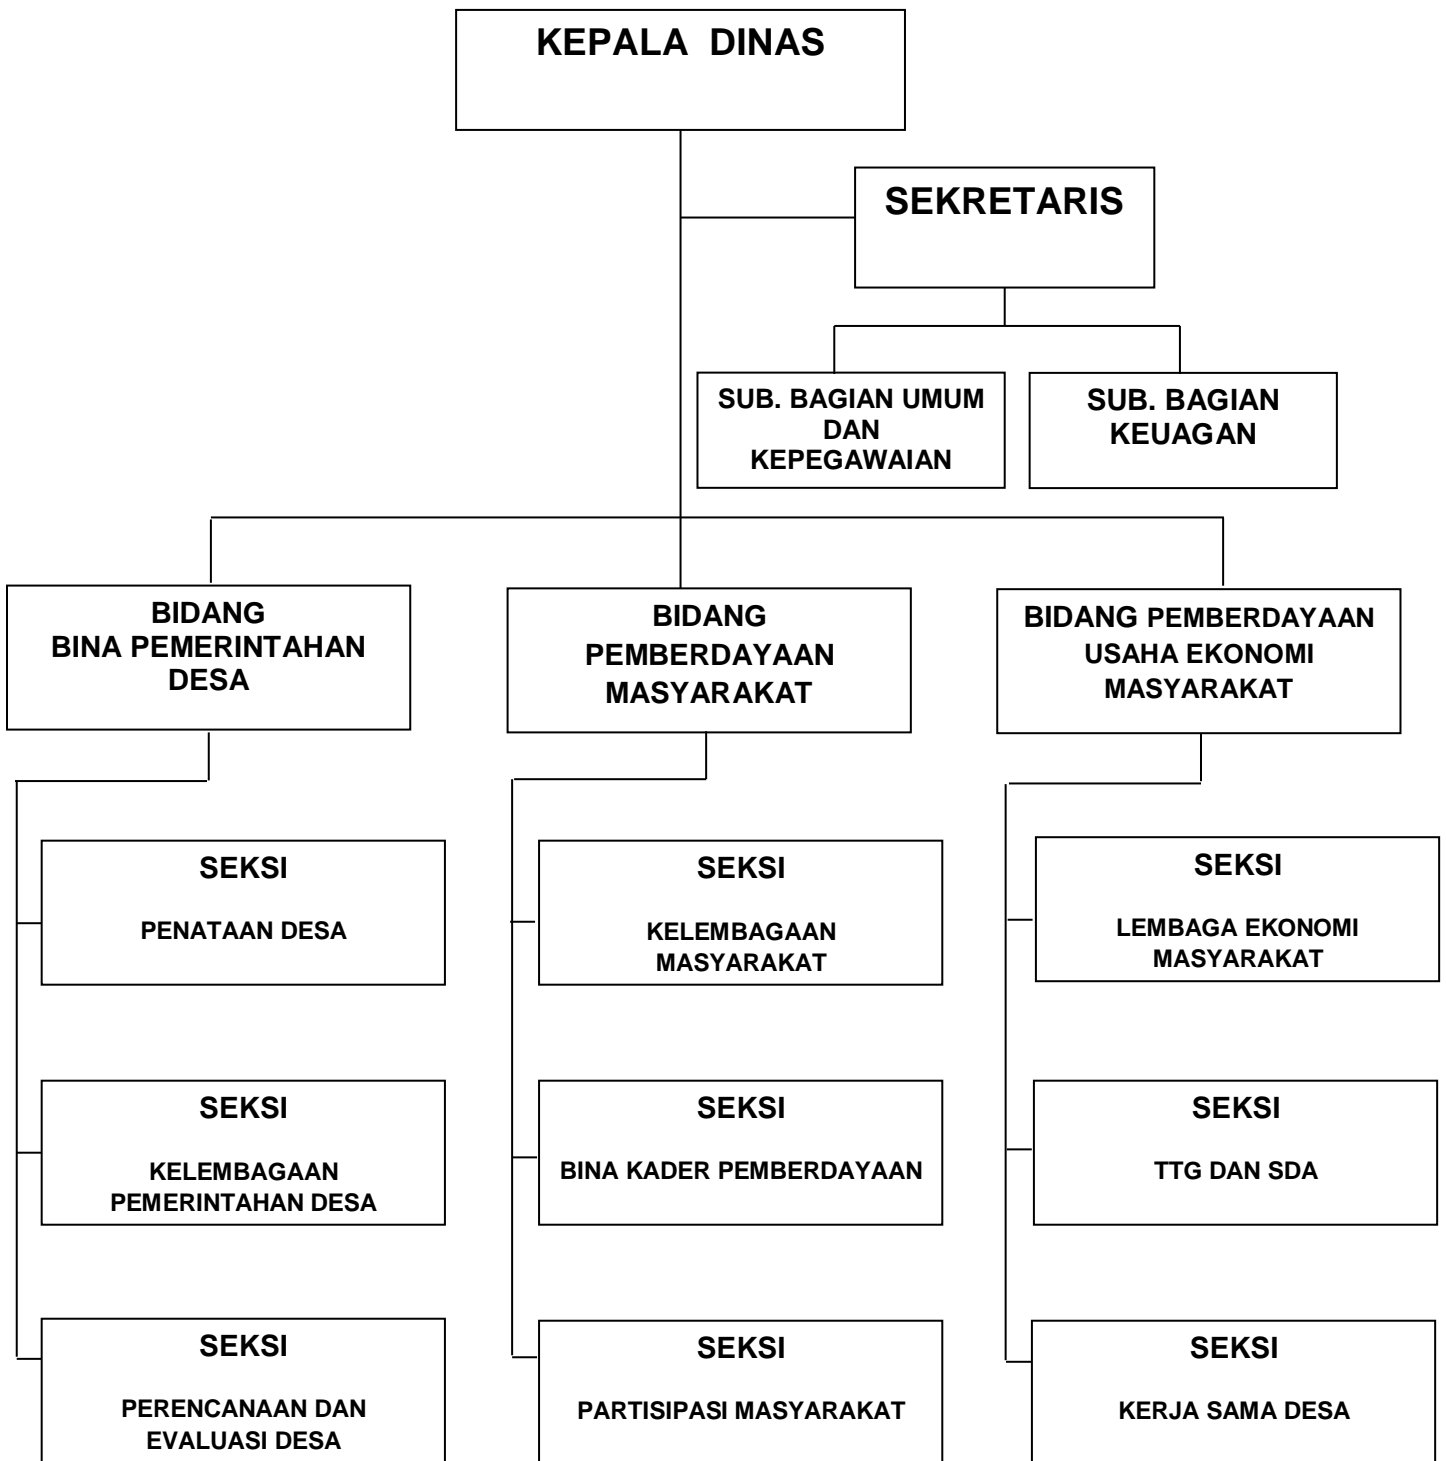 KEPALA DINAS
SEKRETARIS
SUB. BAGIAN UMUM
DAN
KEPEGAWAIAN
SUB. BAGIAN
KEUAGAN
BIDANG
BINA PEMERINTAHAN
DESA
BIDANG
PEMBERDAYAAN
MASYARAKAT
BIDANG PEMBERDAYAAN
USAHA EKONOMI
MASYARAKAT
SEKSI
PENATAAN DESA
SEKSI
KELEMBAGAAN
MASYARAKAT
SEKSI
LEMBAGA EKONOMI
MASYARAKAT
SEKSI
KELEMBAGAAN
PEMERINTAHAN DESA
SEKSI
BINA KADER PEMBERDAYAAN
SEKSI
TTG DAN SDA
SEKSI
PERENCANAAN DAN
EVALUASI DESA
SEKSI
PARTISIPASI MASYARAKAT
SEKSI
KERJA SAMA DESA